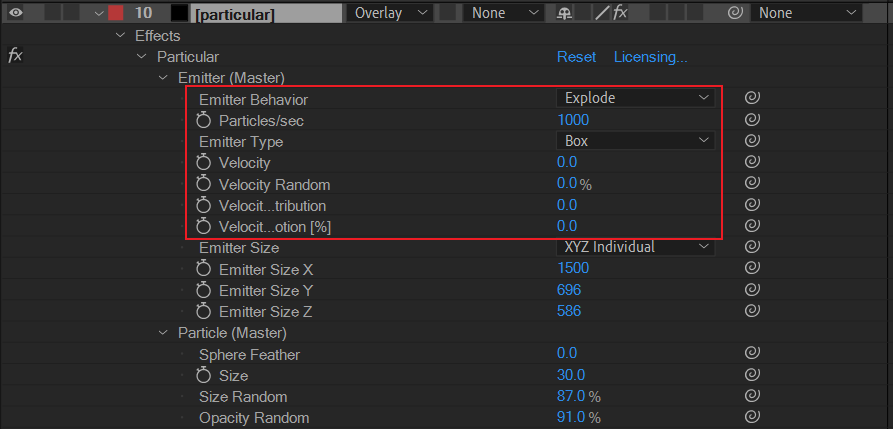 10 [particular] Overlay None fx None
Effects
fx Particular Reset Licensing...
Emitter (Master)
Emitter Behavior Explode
Particles/sec 1000
Emitter Type Box
Velocity 0.0
Velocity Random 0.0 %
Velocit...tribution 0.0
Velocit...otion [%] 0.0
Emitter Size XYZ Individual
Emitter Size X 1500
Emitter Size Y 696
Emitter Size Z 586
Particle (Master)
Sphere Feather 0.0
Size 30.0
Size Random 87.0 %
Opacity Random 91.0 %